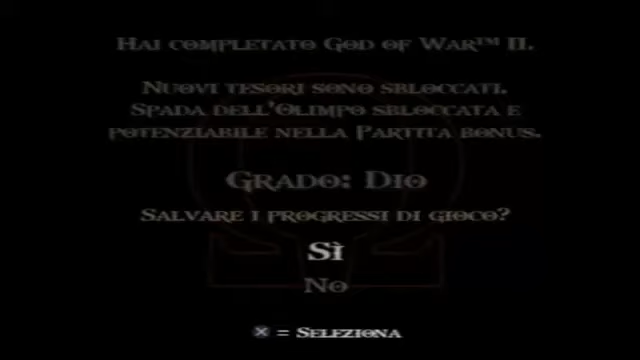 Hai completato God of War™ II.
Nuovi tesori sono sbloccati.
Spada dell'Olimpo sbloccata e
potenziabile nella Partita bonus.
Grado: Dio
Salvare i progressi di gioco?
Sì
No
X = Seleziona